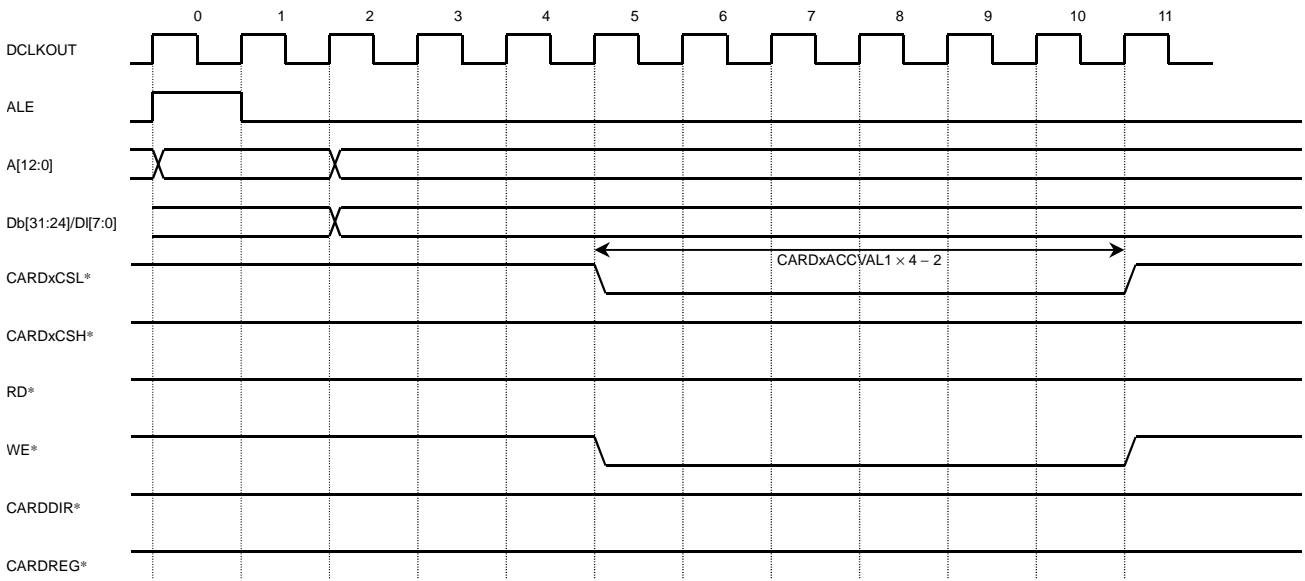 0 1 2 3 4 5 6 7 8 9 10 11
DCLKOUT
ALE
A[12:0]
Db[31:24]/Dl[7:0]
CARDxACCVAL1 × 4 – 2
CARDxCSL*
CARDxCSH*
RD*
WE*
CARDDIR*
CARDREG*